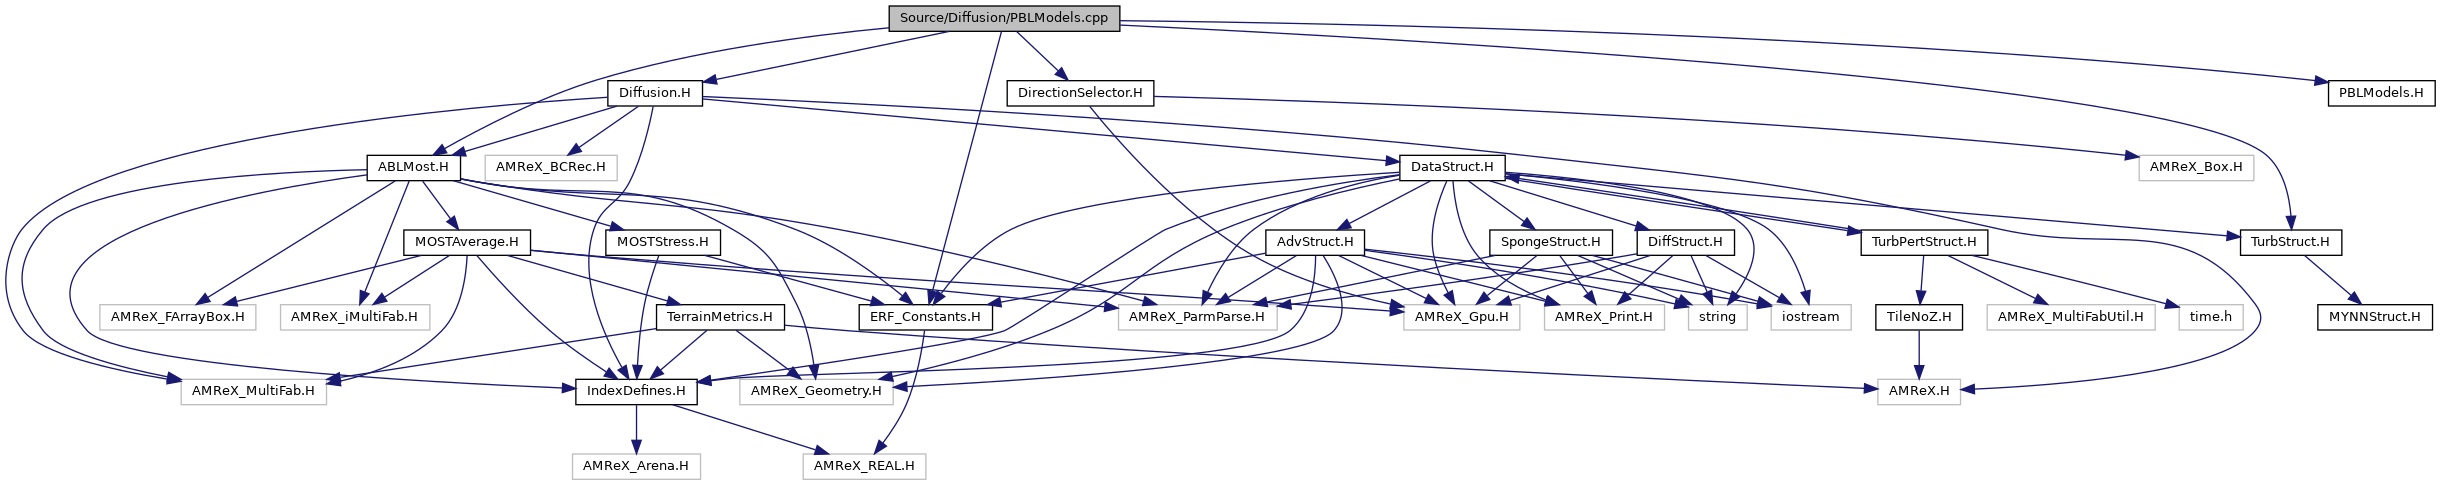 Source/Diffusion/PBLModels.cpp
Diffusion.H
DirectionSelector.H
PBLModels.H
ABLMost.H
AMReX_BCRec.H
DataStruct.H
AMReX_Box.H
MOSTAverage.H
MOSTStress.H
AdvStruct.H
SpongeStruct.H
DiffStruct.H
TurbPertStruct.H
TurbStruct.H
AMReX_FArrayBox.H
AMReX_iMultiFab.H
TerrainMetrics.H
ERF_Constants.H
AMReX_ParmParse.H
AMReX_Gpu.H
AMReX_Print.H
string
iostream
TileNoZ.H
AMReX_MultiFabUtil.H
time.h
MYNNStruct.H
AMReX_MultiFab.H
IndexDefines.H
AMReX_Geometry.H
AMReX.H
AMReX_Arena.H
AMReX_REAL.H